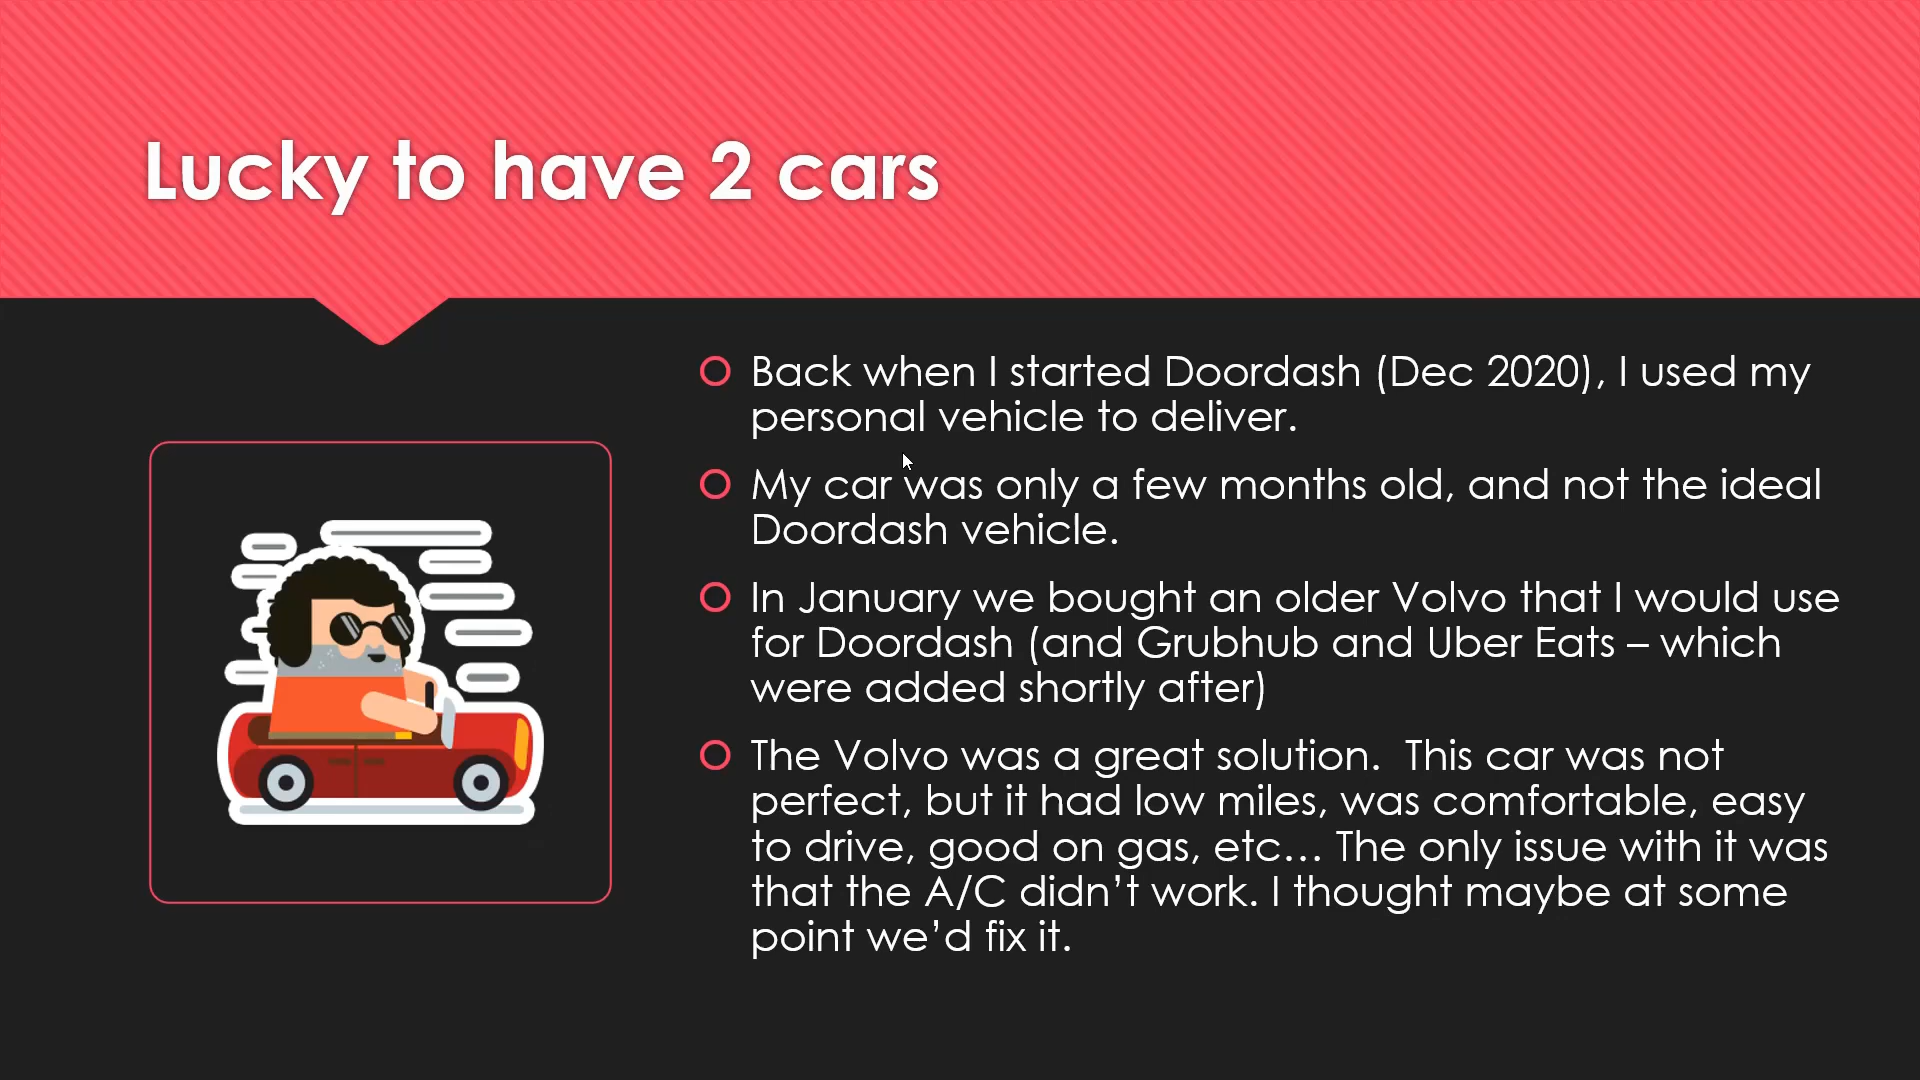 Lucky to have 2 cars
Back when I started Doordash (Dec 2020), I used my
personal vehicle to deliver.
My car was only a few months old, and not the ideal
Doordash vehicle.
In January we bought an older Volvo that I would use
for Doordash (and Grubhub and Uber Eats – which
were added shortly after)
The Volvo was a great solution.  This car was not
perfect, but it had low miles, was comfortable, easy
to drive, good on gas, etc… The only issue with it was
that the A/C didn’t work. I thought maybe at some
point we’d fix it.